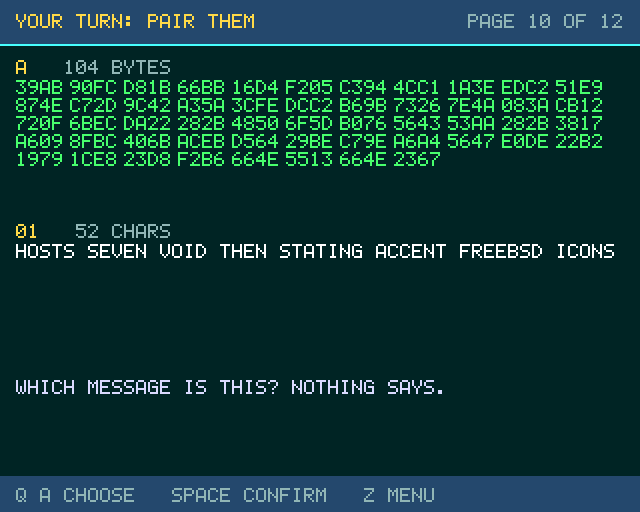 YOUR TURN: PAIR THEM PAGE 10 OF 12
A 104 BYTES
39AB 90FC D81B 66BB 16D4 F205 C394 4CC1 1A3E EDC2 51E9
874E C72D 9C42 A35A 3CFE DCC2 B69B 7326 7E4A 083A CB12
720F 6BEC DA22 282B 4850 6F5D B076 5643 53AA 282B 3817
A609 8FBC 406B ACEB D564 29BE C79E A6A4 5647 E0DE 22B2
1979 1CE8 23D8 F2B6 664E 5513 664E 2367
01 52 CHARS
HOSTS SEVEN VOID THEN STATING ACCENT FREEBSD ICONS
WHICH MESSAGE IS THIS? NOTHING SAYS.
Q A CHOOSE SPACE CONFIRM Z MENU